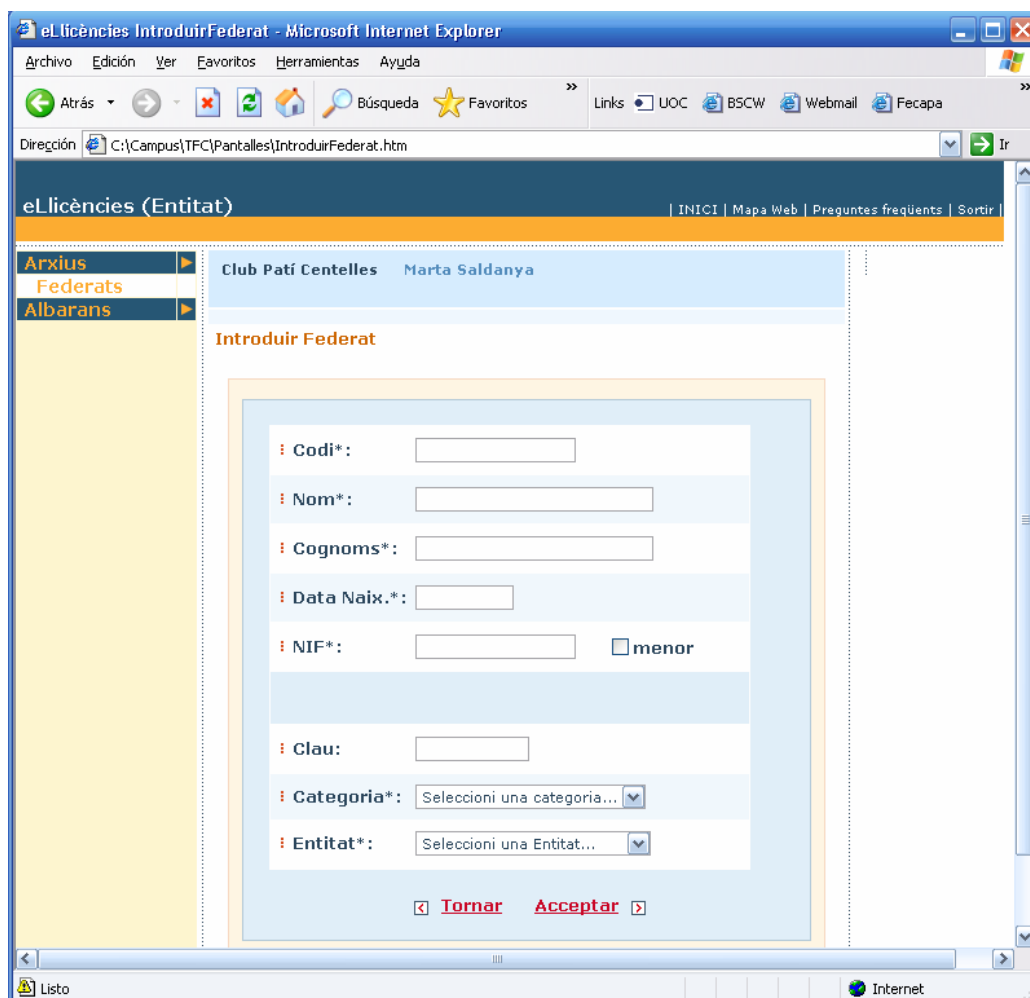 eLlicències IntroduirFederat - Microsoft Internet Explorer
Archivo Edición Ver Favoritos Herramientas Ayuda
Atrás Búsqueda Favoritos » Links UOC BSCW Webmail Fecapa »
Dirección C:\Campus\TFC\Pantalles\IntroduirFederat.htm Ir
eLlicències (Entitat) | INICI | Mapa Web | Preguntes freqüents | Sortir |
Arxius
Federats
Albarans
Club Patí Centelles Marta Saldanya
Introduir Federat
Codi*:
Nom*:
Cognoms*:
Data Naix.*:
NIF*: menor
Clau:
Categoria*: Seleccioni una categoria...
Entitat*: Seleccioni una Entitat...
Tornar Acceptar
Listo Internet